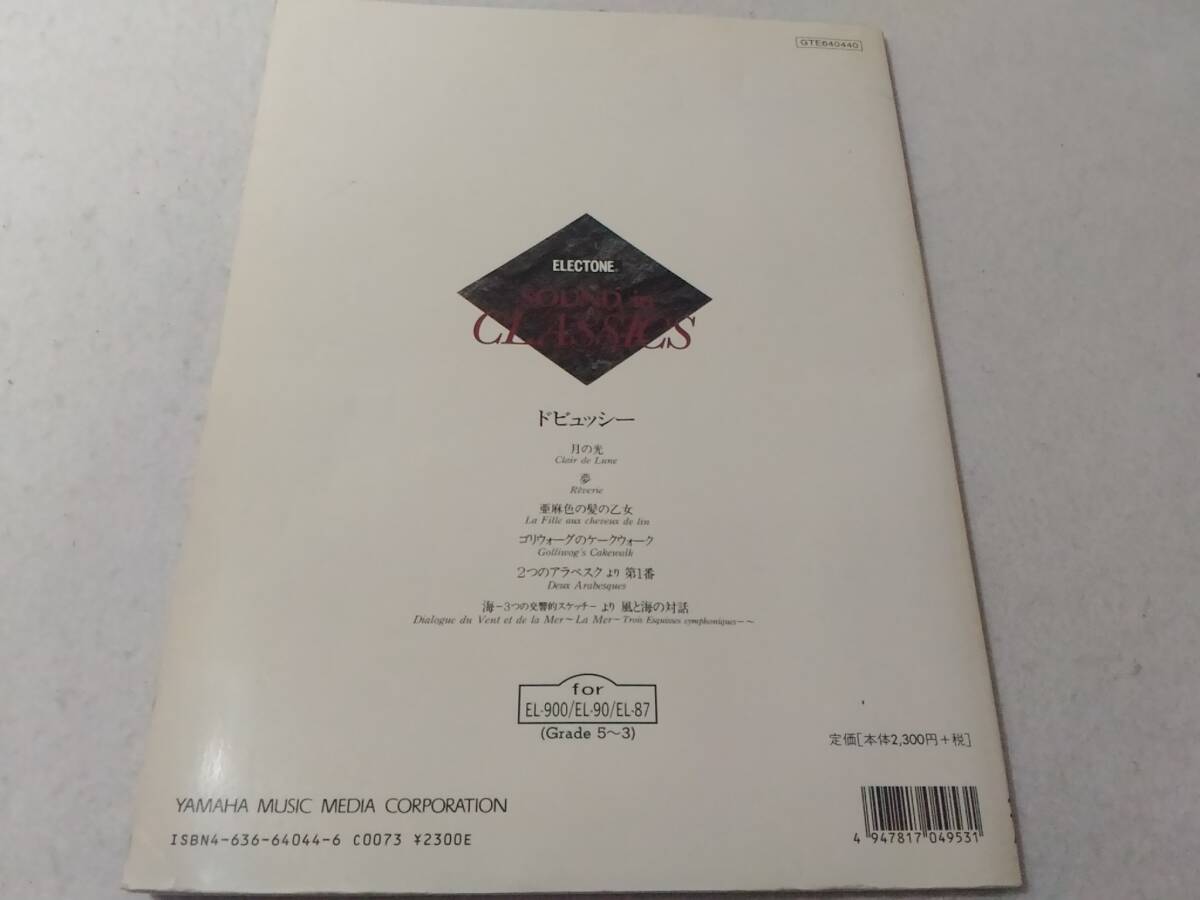 GTE640440
ELECTONE®
SOUND in
CLASSICS
ドビュッシー
月の光
Clair de Lune
夢
Rêverie
亜麻色の髪の乙女
La Fille aux cheveux de lin
ゴリウォーグのケークウォーク
Golliwog's Cakewalk
2つのアラベスク より 第1番
Deux Arabesques
海-3つの交響的スケッチ- より 風と海の対話
Dialogue du Vent et de la Mer~La Mer-Trois Esquisses symphoniques-~
for
EL-900/EL-90/EL-87
(Grade 5~3)
定価[本体2,300円+税]
YAMAHA MUSIC MEDIA CORPORATION
ISBN4-636-64044-6 C0073 ¥2300E
4 947817 049531